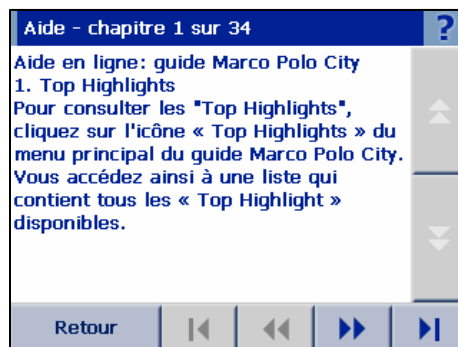 Aide - chapitre 1 sur 34 ?
Aide en ligne: guide Marco Polo City
1. Top Highlights
Pour consulter les "Top Highlights",
cliquez sur l'icône « Top Highlights » du
menu principal du guide Marco Polo City.
Vous accédez ainsi à une liste qui
contient tous les « Top Highlight »
disponibles.
Retour